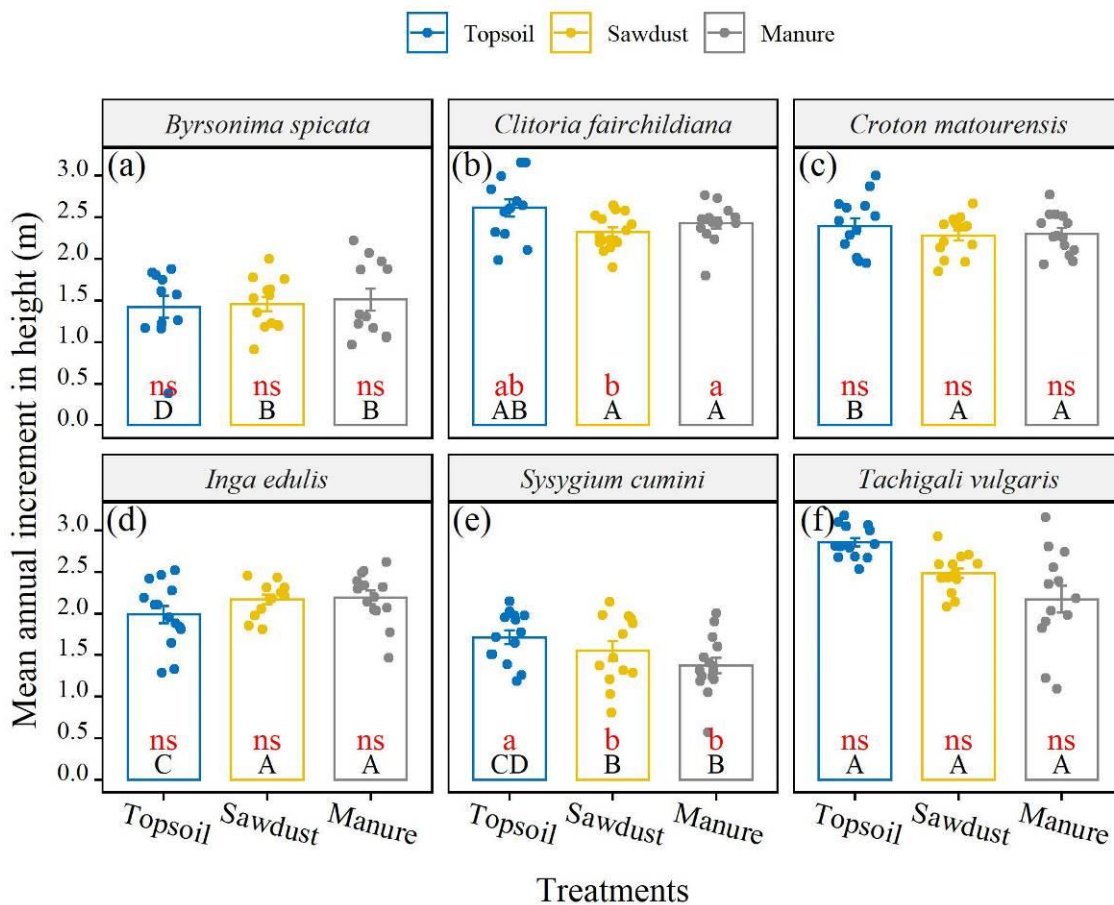 Topsoil Sawdust Manure
Byrsonima spicata Clitoria fairchildiana Croton matourensis
(a) (b) (c)
3.0
2.5
2.0
1.5
1.0
0.5
0.0
ns ns ns ab b a ns ns ns
D B B AB A A B A A
Inga edulis Sysygium cumini Tachigali vulgaris
(d) (e) (f)
3.0
2.5
2.0
1.5
1.0
0.5
0.0
ns ns ns a b b ns ns ns
C A A CD B B A A A
Topsoil Sawdust Manure Topsoil Sawdust Manure Topsoil Sawdust Manure
Treatments
Mean annual increment in height (m)